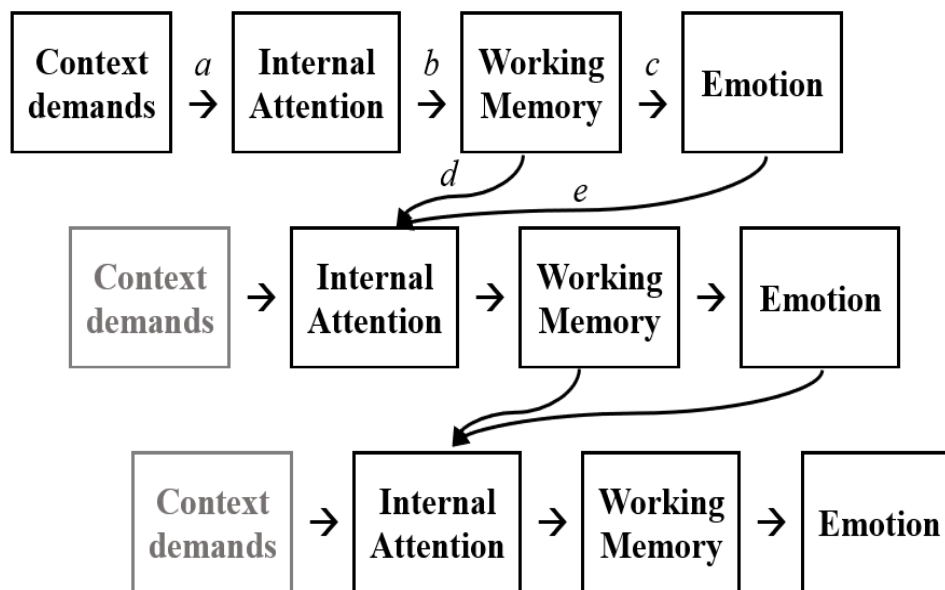 Context demands
a
Internal Attention
b
Working Memory
c
Emotion
d
e
Context demands
Internal Attention
Working Memory
Emotion
Context demands
Internal Attention
Working Memory
Emotion